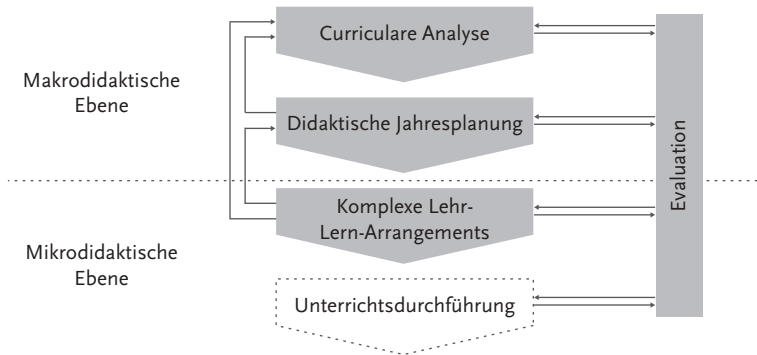 Curriculare Analyse
Makrodidaktische
Ebene
Didaktische Jahresplanung
Evaluation
Komplexe Lehr-
Lern-Arrangements
Mikrodidaktische
Ebene
Unterrichtsdurchführung